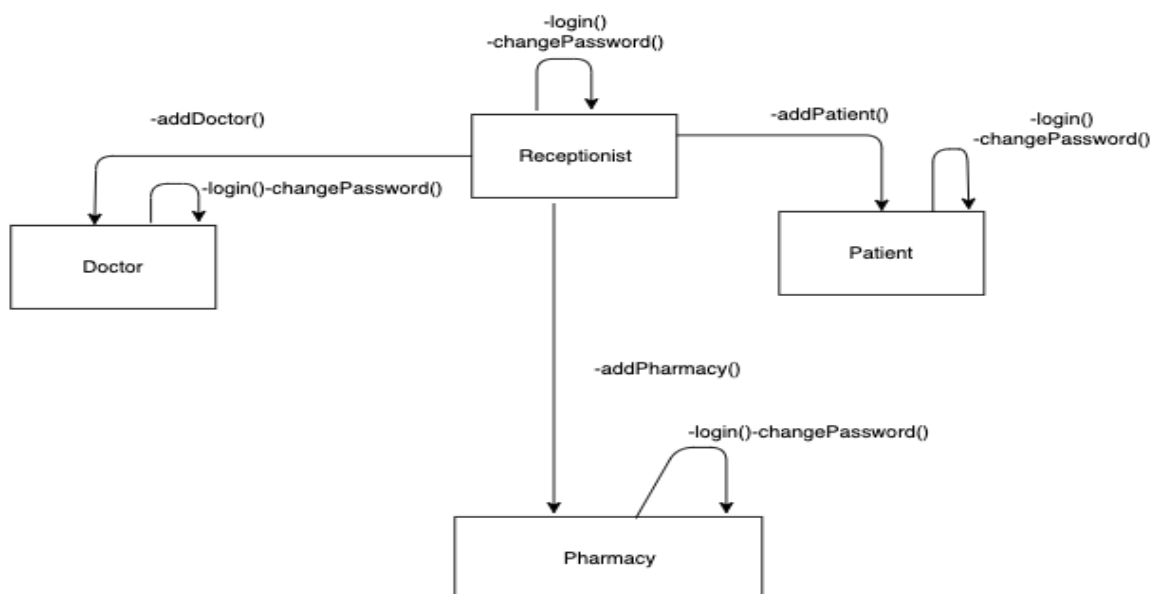 -login()
-changePassword()
-addDoctor()
-addPatient()
-login()
-changePassword()
Receptionist
-login()-changePassword()
Doctor
Patient
-addPharmacy()
-login()-changePassword()
Pharmacy